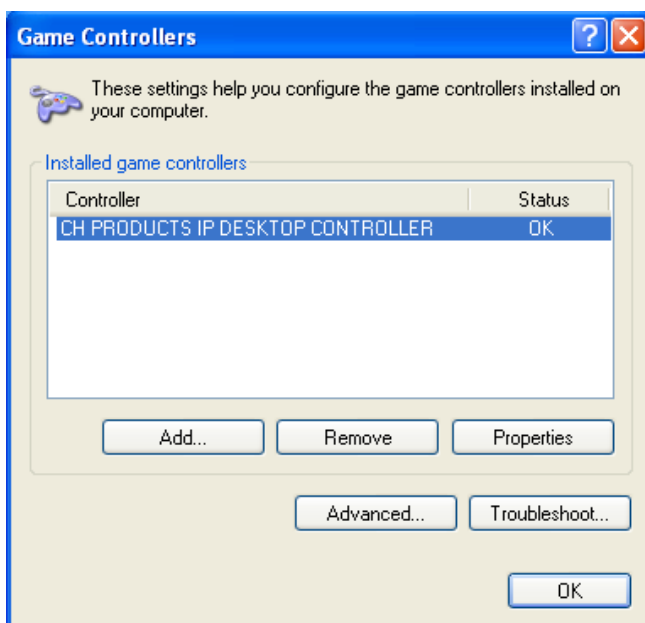 Game Controllers
These settings help you configure the game controllers installed on
your computer.
Installed game controllers
Controller Status
CH PRODUCTS IP DESKTOP CONTROLLER OK
Add... Remove Properties
Advanced... Troubleshoot...
OK